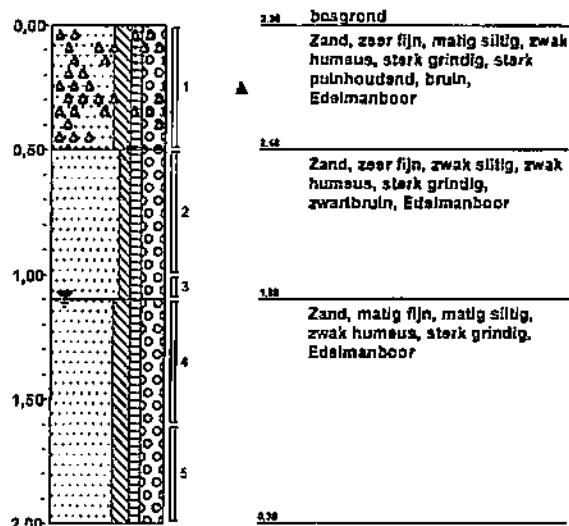 0,00
0,50
1,00
1,50
2,00
1
2
3
4
5
bosgrond
Zand, zeer fijn, matig siltig, zwak
humeus, sterk grindig, sterk
puinhoudend, bruin,
Edelmanboor
Zand, zeer fijn, zwak siltig, zwak
humeus, sterk grindig,
zwartbruin, Edelmanboor
Zand, matig fijn, matig siltig,
zwak humeus, sterk grindig,
Edelmanboor